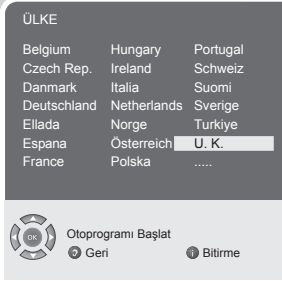 ÜLKE
Belgium Hungary Portugal
Czech Rep. Ireland Schweiz
Danmark Italia Suomi
Deutschland Netherlands Sverige
Ellada Norge Turkiye
Espana Österreich U. K.
France Polska .....
OK
Otoprogramı Başlat
Geri i Bitirme